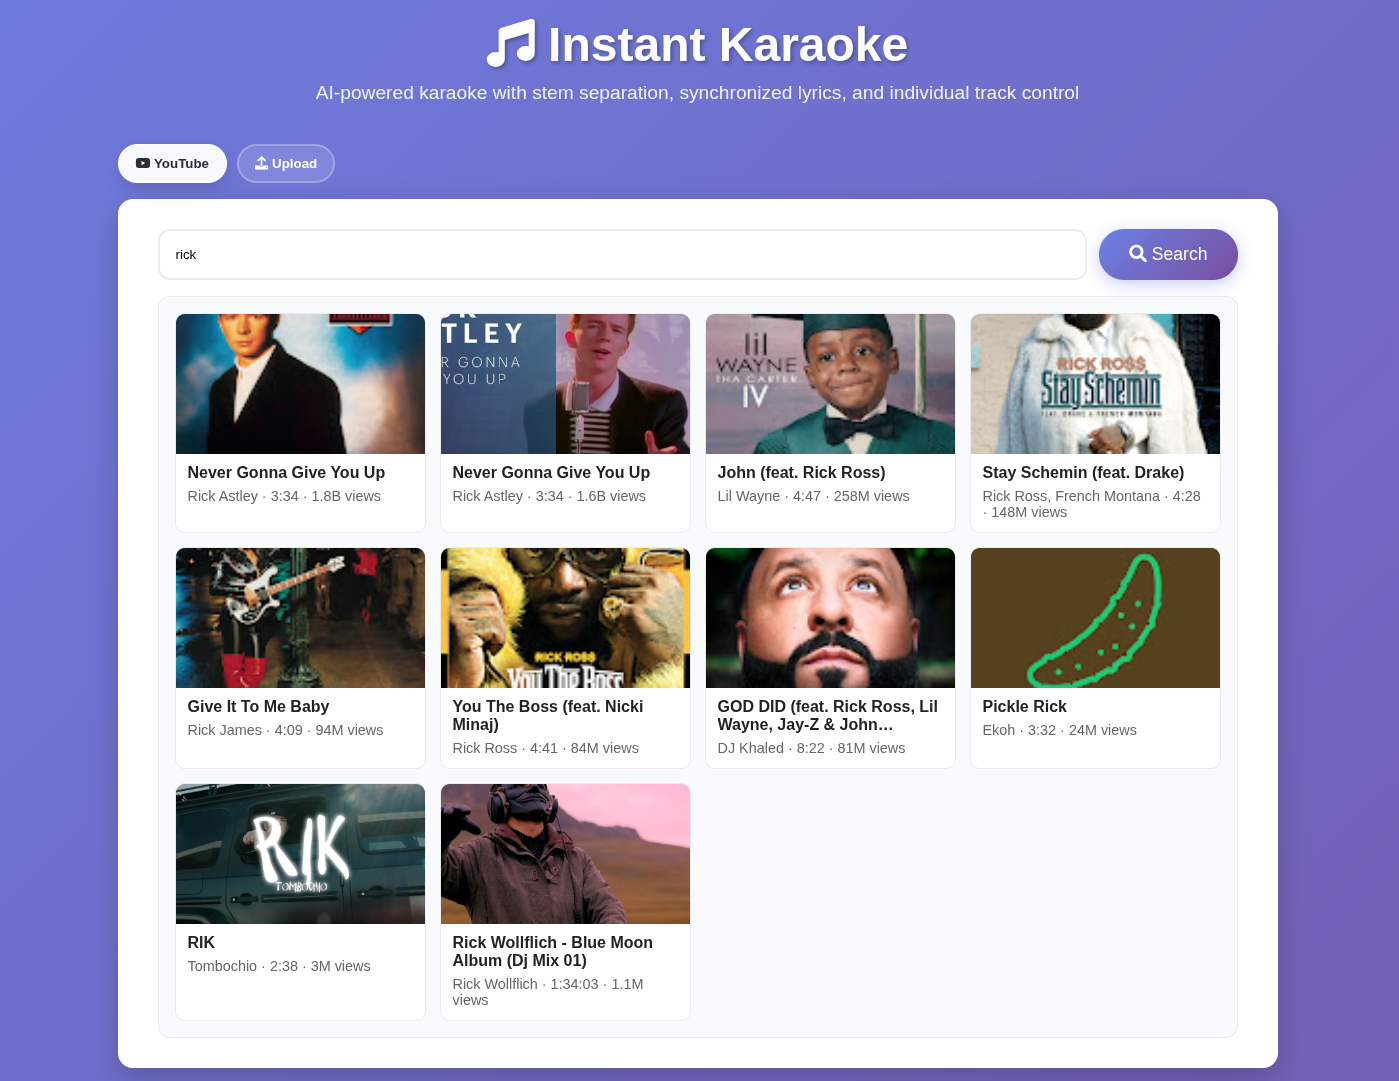 Instant Karaoke
AI-powered karaoke with stem separation, synchronized lyrics, and individual track control
YouTube
Upload
rick
Search
TLEY
R GONNA
YOU UP
lil
WAYNE
THA CARTER
IV
RICK RO$$
Stay Schemin
FEAT. DRAKE & FRENCH MONTANA
Never Gonna Give You Up
Rick Astley · 3:34 · 1.8B views
Never Gonna Give You Up
Rick Astley · 3:34 · 1.6B views
John (feat. Rick Ross)
Lil Wayne · 4:47 · 258M views
Stay Schemin (feat. Drake)
Rick Ross, French Montana · 4:28
· 148M views
RICK RO$$
You The Boss
Give It To Me Baby
Rick James · 4:09 · 94M views
You The Boss (feat. Nicki
Minaj)
Rick Ross · 4:41 · 84M views
GOD DID (feat. Rick Ross, Lil
Wayne, Jay-Z & John…
DJ Khaled · 8:22 · 81M views
Pickle Rick
Ekoh · 3:32 · 24M views
RIK
TOMBOCHIO
RIK
Tombochio · 2:38 · 3M views
Rick Wollflich - Blue Moon
Album (Dj Mix 01)
Rick Wollflich · 1:34:03 · 1.1M
views